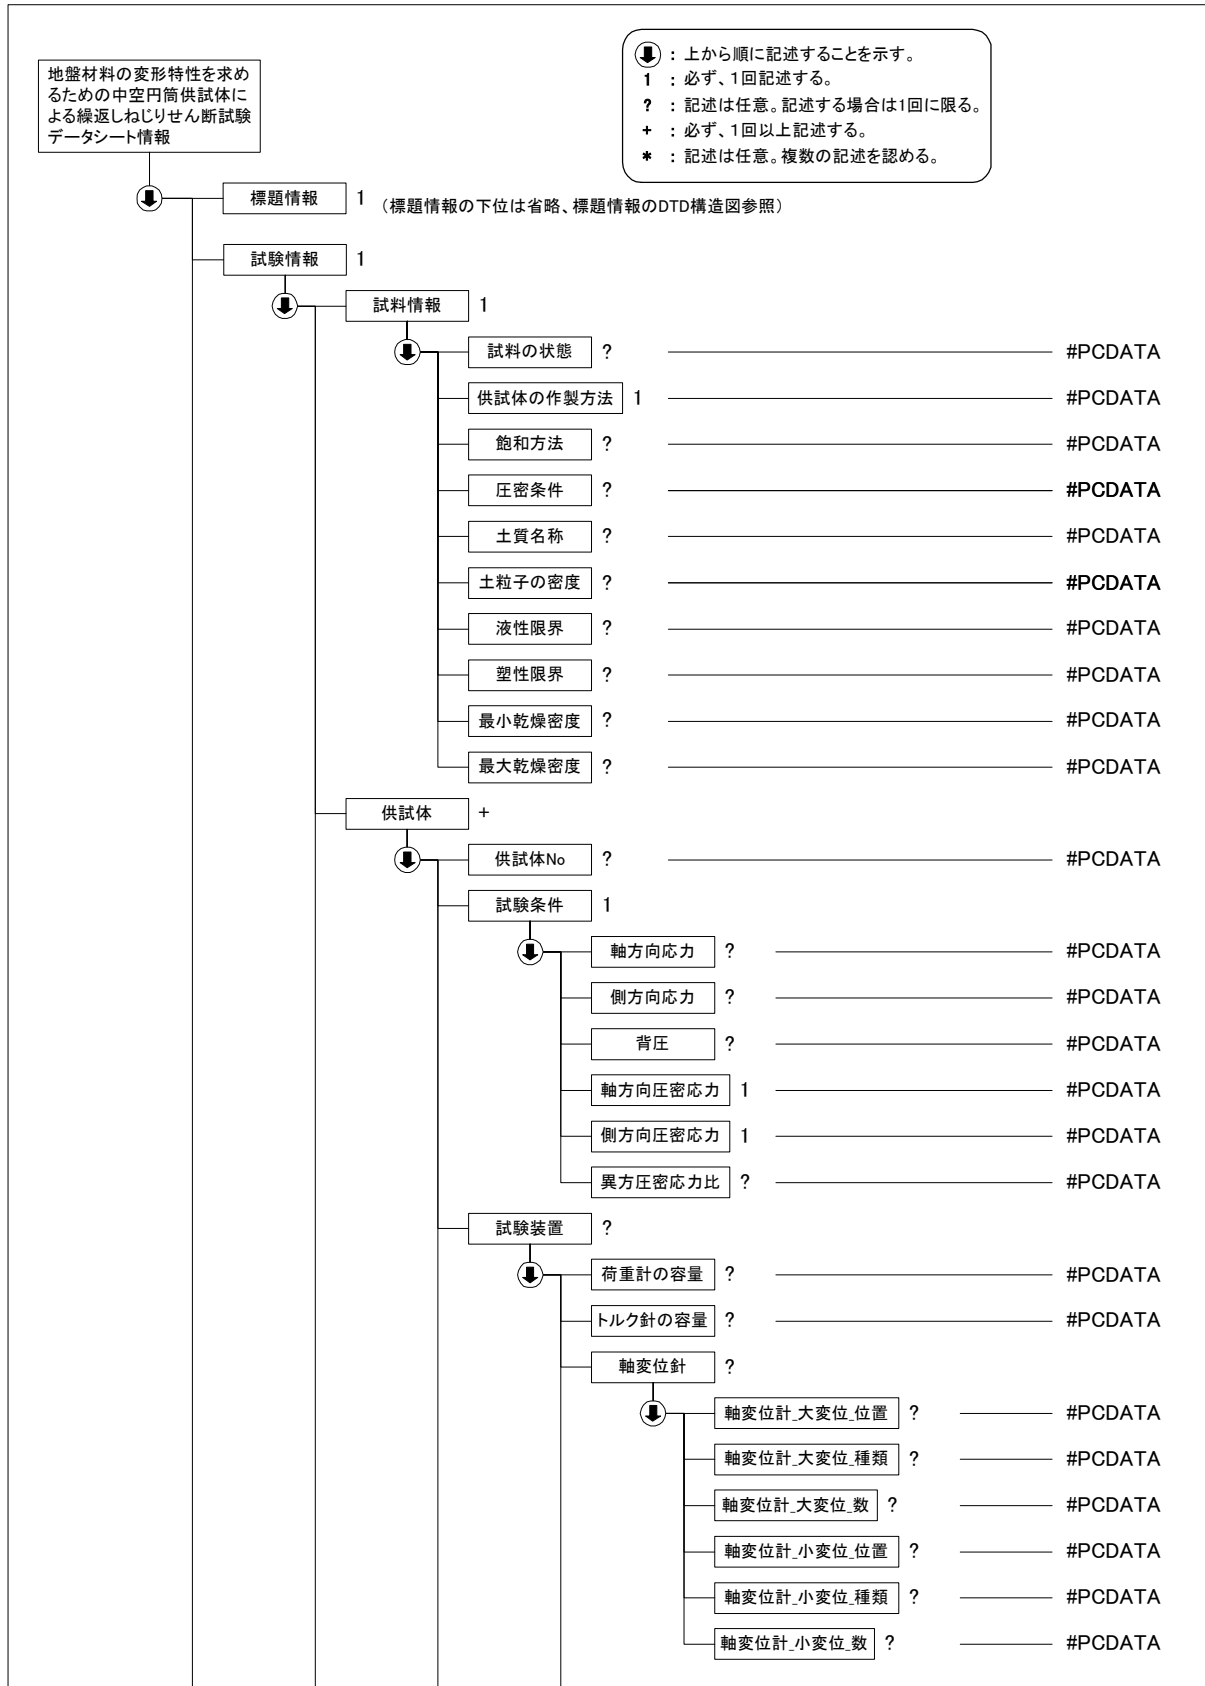 ⬇ : 上から順に記述することを示す。
1 : 必ず、1回記述する。
? : 記述は任意。記述する場合は1回に限る。
+ : 必ず、1回以上記述する。
* : 記述は任意。複数の記述を認める。
地盤材料の変形特性を求め
るための中空円筒供試体に
よる繰返しねじりせん断試験
データシート情報
標題情報 1 (標題情報の下位は省略、標題情報のDTD構造図参照)
試験情報 1
試料情報 1
試料の状態 ? #PCDATA
供試体の作製方法 1 #PCDATA
飽和方法 ? #PCDATA
圧密条件 ? #PCDATA
土質名称 ? #PCDATA
土粒子の密度 ? #PCDATA
液性限界 ? #PCDATA
塑性限界 ? #PCDATA
最小乾燥密度 ? #PCDATA
最大乾燥密度 ? #PCDATA
供試体 +
供試体No ? #PCDATA
試験条件 1
軸方向応力 ? #PCDATA
側方向応力 ? #PCDATA
背圧 ? #PCDATA
軸方向圧密応力 1 #PCDATA
側方向圧密応力 1 #PCDATA
異方圧密応力比 ? #PCDATA
試験装置 ?
荷重計の容量 ? #PCDATA
トルク針の容量 ? #PCDATA
軸変位針 ?
軸変位計_大変位_位置 ? #PCDATA
軸変位計_大変位_種類 ? #PCDATA
軸変位計_大変位_数 ? #PCDATA
軸変位計_小変位_位置 ? #PCDATA
軸変位計_小変位_種類 ? #PCDATA
軸変位計_小変位_数 ? #PCDATA